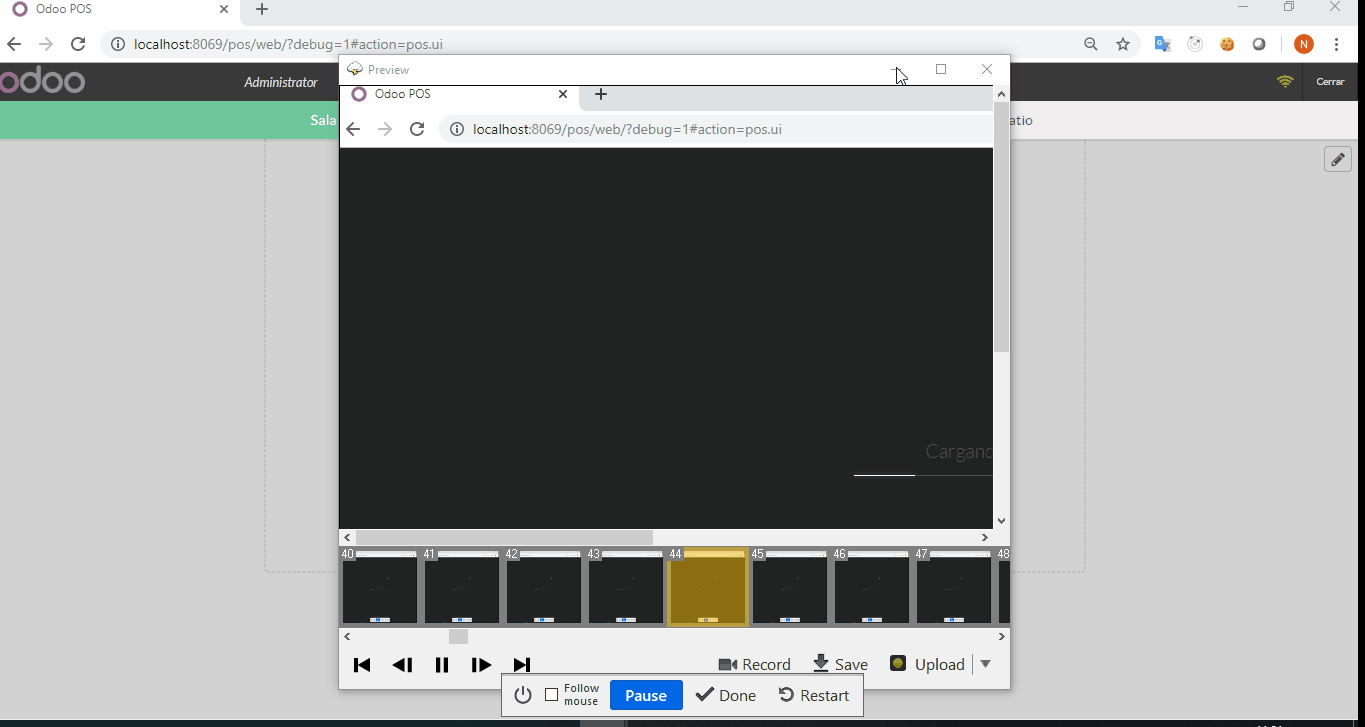 Odoo POS
localhost:8069/pos/web/?debug=1#action=pos.ui
N
odoo
Administrator
Cerrar
Sala
atio
Preview
Odoo POS
localhost:8069/pos/web/?debug=1#action=pos.ui
Cargand
40 41 42 43 44 45 46 47 48
Record Save Upload
Follow
mouse
Pause Done Restart